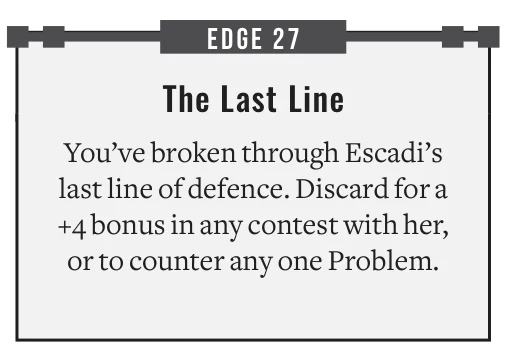 EDGE 27
The Last Line
You’ve broken through Escadi’s
last line of defence. Discard for a
+4 bonus in any contest with her,
or to counter any one Problem.